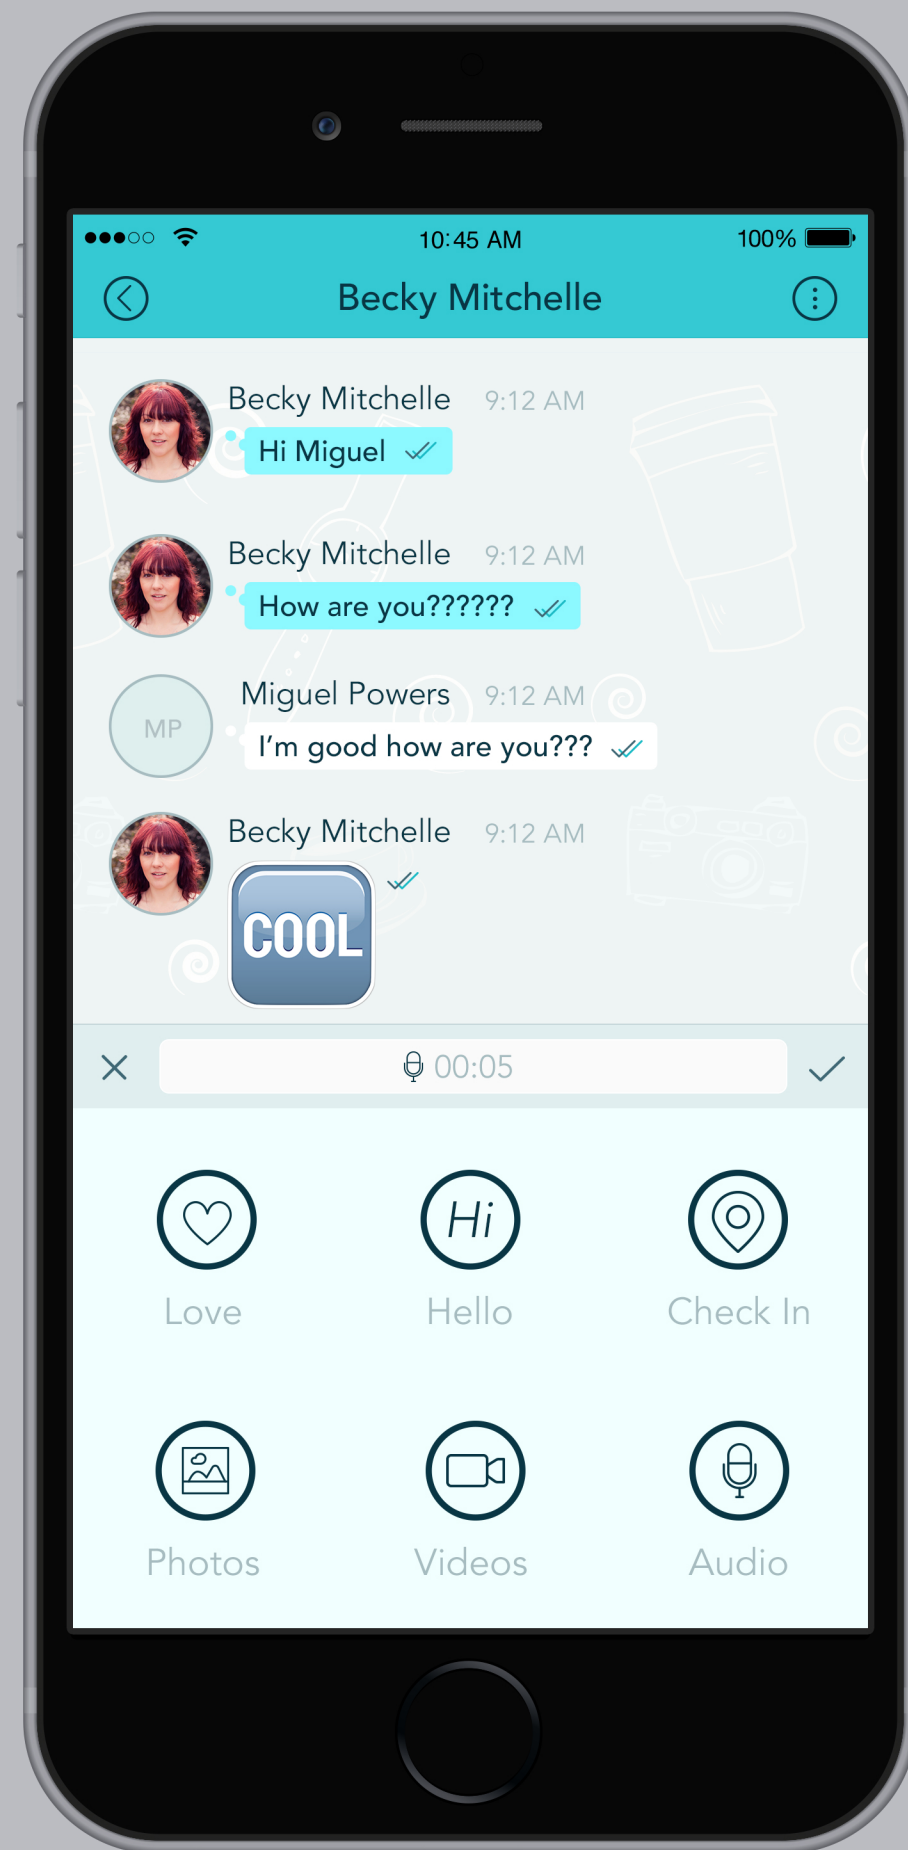 10:45 AM 100%
Becky Mitchelle
Becky Mitchelle 9:12 AM
Hi Miguel
Becky Mitchelle 9:12 AM
How are you??????
Miguel Powers 9:12 AM
MP
I'm good how are you???
Becky Mitchelle 9:12 AM
COOL
00:05
Hi
Love Hello Check In
Photos Videos Audio